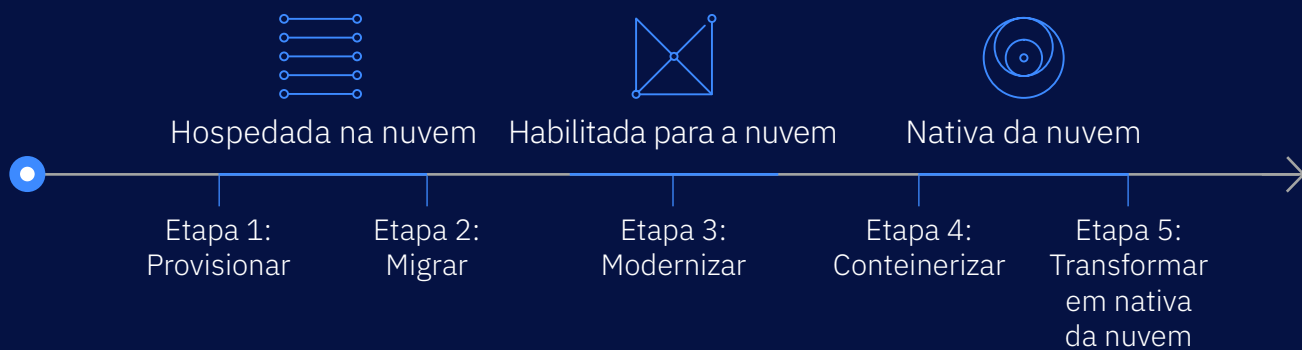 Hospedada na nuvem
Habilitada para a nuvem
Nativa da nuvem
Etapa 1:
Provisionar
Etapa 2:
Migrar
Etapa 3:
Modernizar
Etapa 4:
Conteinerizar
Etapa 5:
Transformar
em nativa
da nuvem